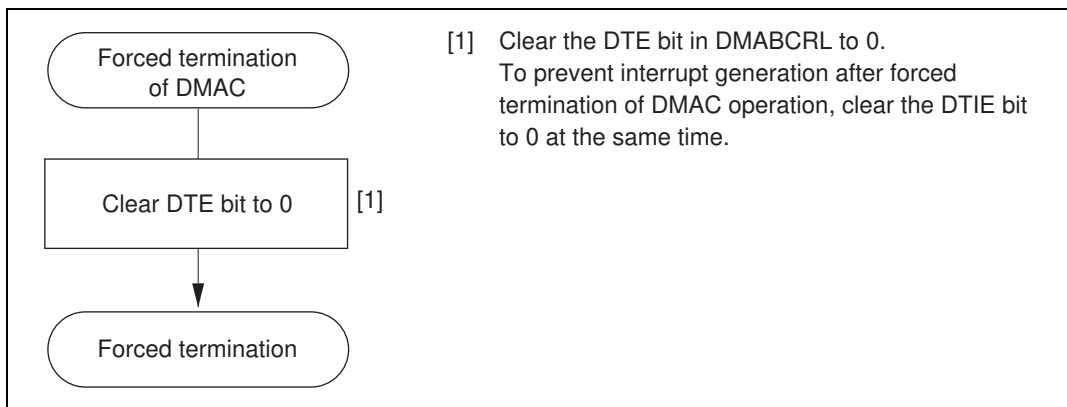 Forced termination
of DMAC
Clear DTE bit to 0
[1]
Forced termination
[1] Clear the DTE bit in DMABCRL to 0.
To prevent interrupt generation after forced
termination of DMAC operation, clear the DTIE bit
to 0 at the same time.